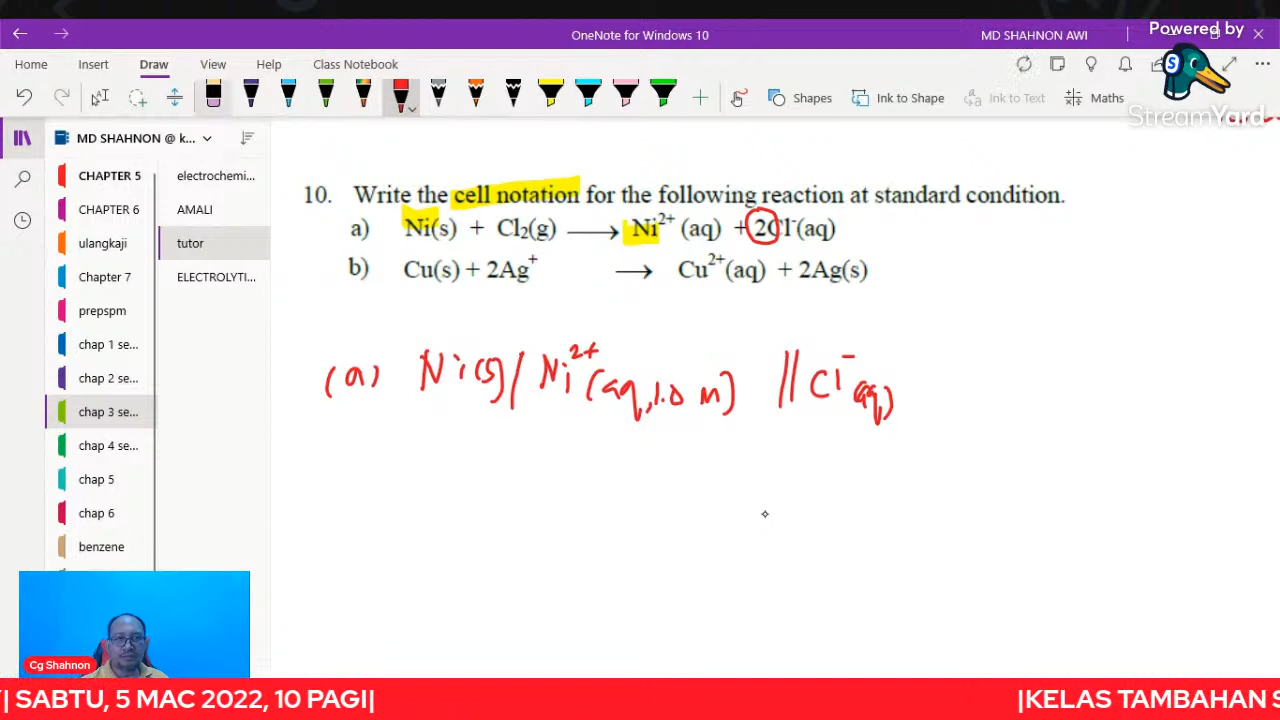 OneNote for Windows 10
MD SHAHNON AWI
Powered by
StreamYard
Home
Insert
Draw
View
Help
Class Notebook
Shapes
Ink to Shape
Ink to Text
Maths
MD SHAHNON @ k...
CHAPTER 5
CHAPTER 6
ulangkaji
Chapter 7
prepspm
chap 1 se...
chap 2 se...
chap 3 se...
chap 4 se...
chap 5
chap 6
benzene
electrochemi...
AMALI
tutor
ELECTROLYTI...
10. Write the cell notation for the following reaction at standard condition.
a) Ni(s) + Cl₂(g) ⟶ Ni²⁺ (aq) + 2Cl⁻(aq)
b) Cu(s) + 2Ag⁺ ⟶ Cu²⁺(aq) + 2Ag(s)
(a) Ni(s) / Ni²⁺(aq, 1.0 M) // Cl⁻(aq)
Cg Shahnon
| SABTU, 5 MAC 2022, 10 PAGI| |KELAS TAMBAHAN S